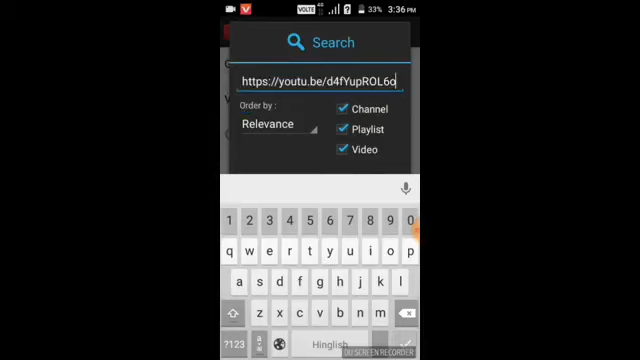 VOLTE 4G ? 33% 3:36 PM
Search
https://youtu.be/d4fYupROL6o
Order by :
Relevance
Channel
Playlist
Video
1 2 3 4 5 6 7 8 9 0
q w e r t y u i o p
a s d f g h j k l
z x c v b n m
?123 Hinglish
DU SCREEN RECORDER